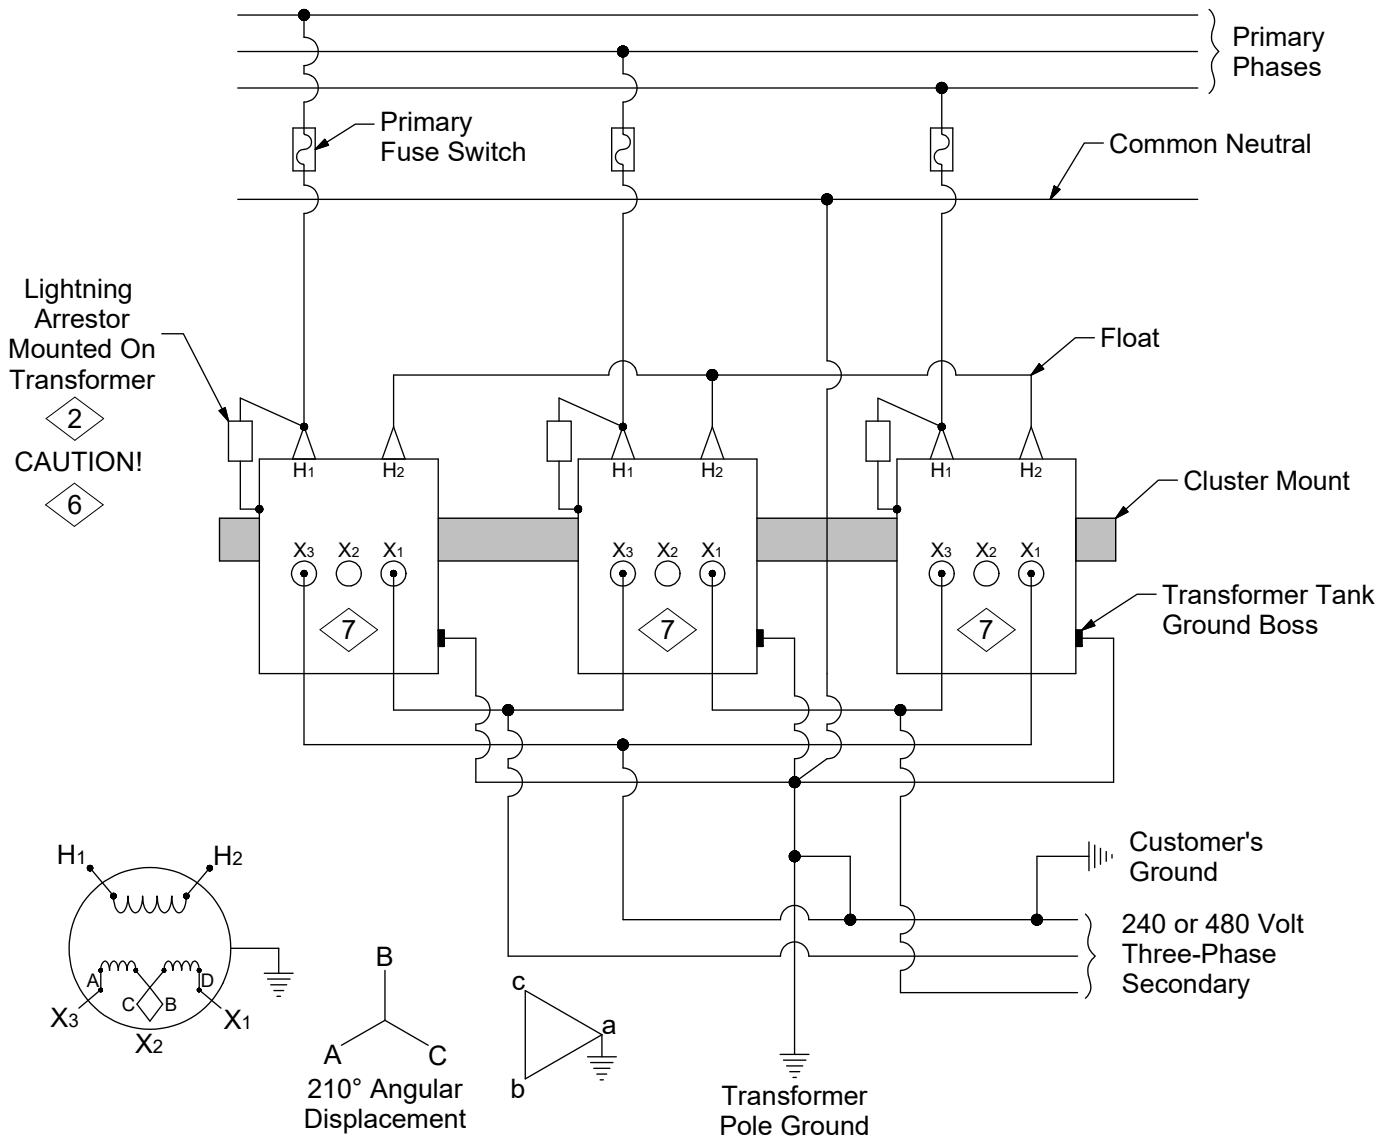 Primary
Phases
Primary
Fuse Switch
Common Neutral
Lightning
Arrestor
Mounted On
Transformer
2
CAUTION!
6
Float
H1 H2 H1 H2 H1 H2
Cluster Mount
X3 X2 X1 X3 X2 X1 X3 X2 X1
Transformer Tank
Ground Boss
7 7 7
Customer's
Ground
240 or 480 Volt
Three-Phase
Secondary
H1 H2
A D
C B
X3 X1
X2
B
A C
210° Angular
Displacement
c
a
b
Transformer
Pole Ground